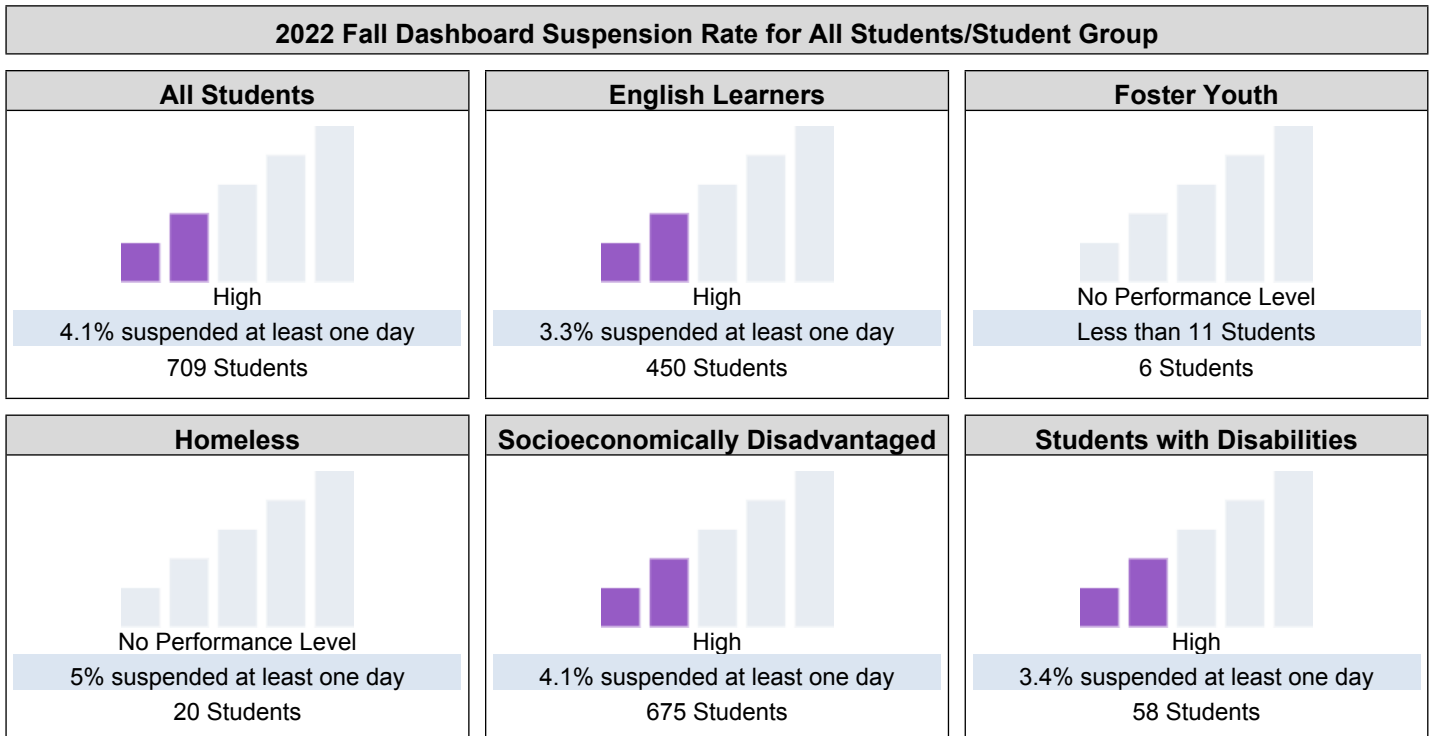 2022 Fall Dashboard Suspension Rate for All Students/Student Group
All Students
High
4.1% suspended at least one day
709 Students
English Learners
High
3.3% suspended at least one day
450 Students
Foster Youth
No Performance Level
Less than 11 Students
6 Students
Homeless
No Performance Level
5% suspended at least one day
20 Students
Socioeconomically Disadvantaged
High
4.1% suspended at least one day
675 Students
Students with Disabilities
High
3.4% suspended at least one day
58 Students